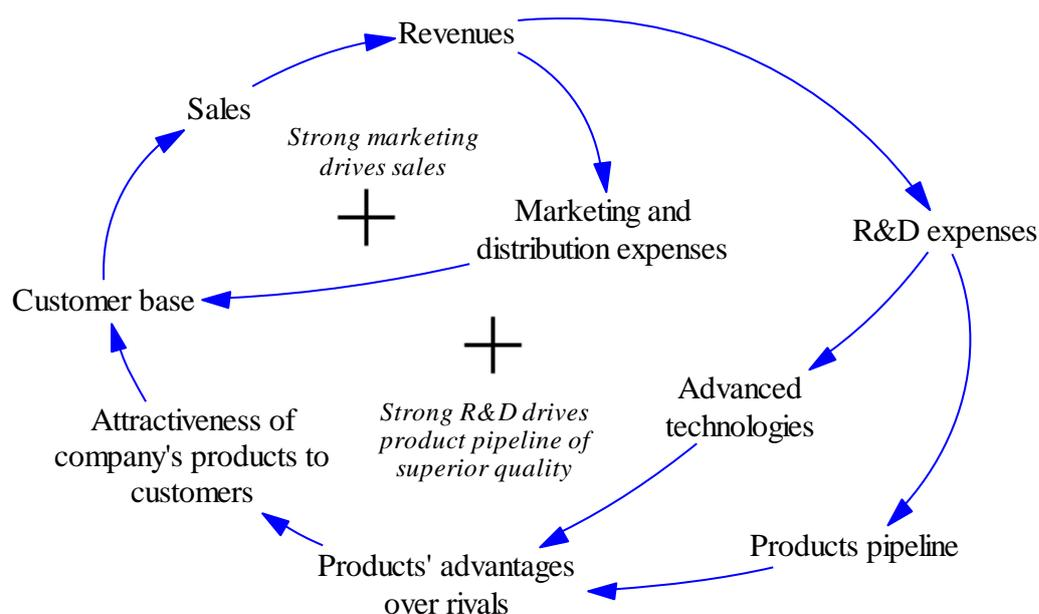 Revenues
Sales
Strong marketing
drives sales
Marketing and
distribution expenses
R&D expenses
Customer base
Advanced
technologies
Strong R&D drives
product pipeline of
superior quality
Attractiveness of
company's products to
customers
Products pipeline
Products' advantages
over rivals